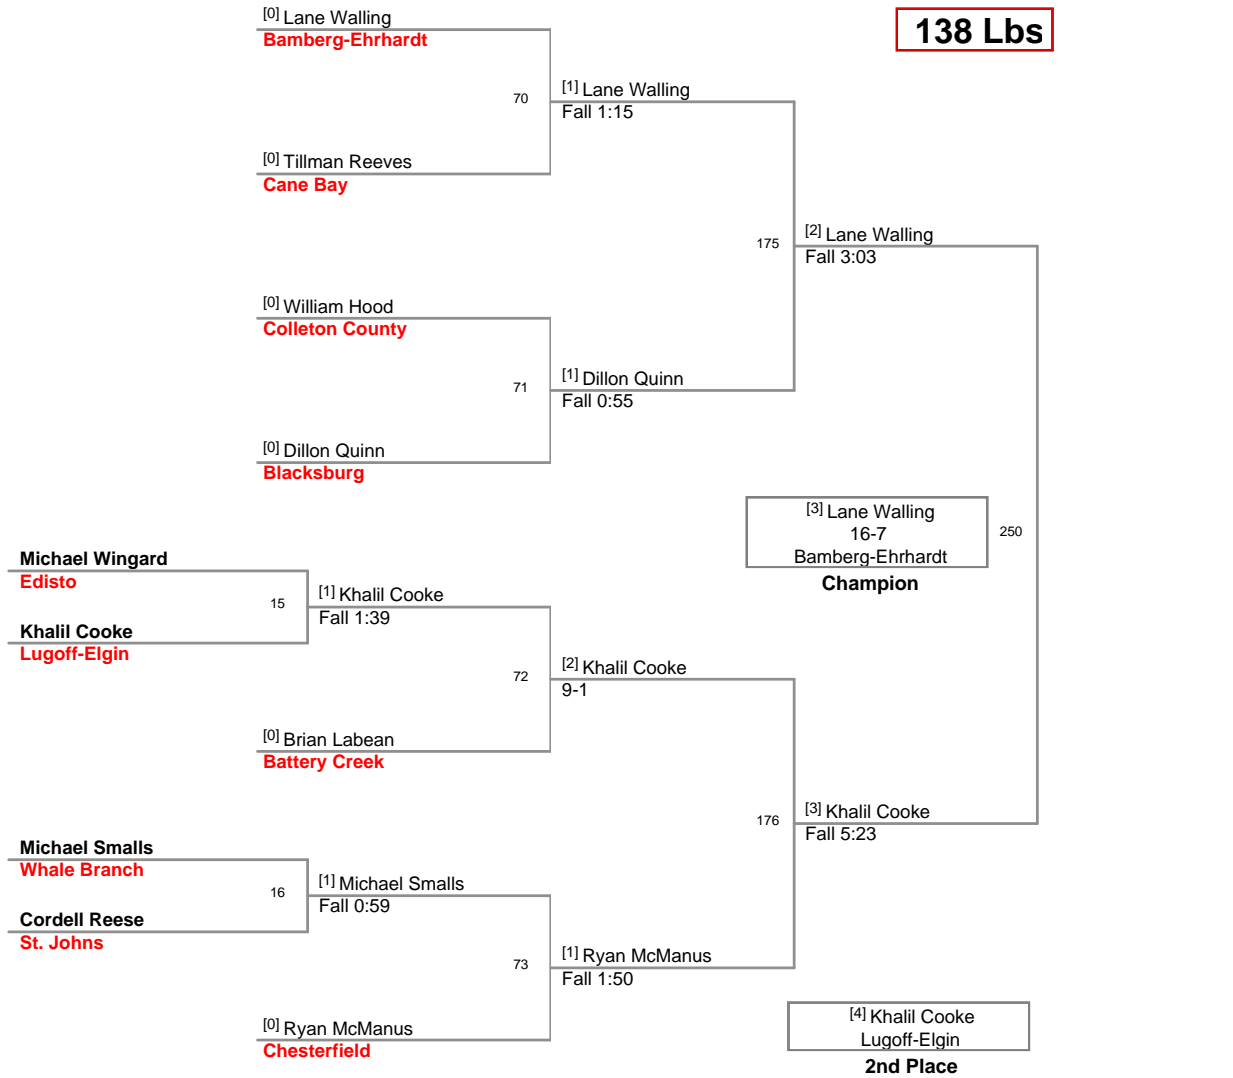 138 Lbs
[0] Lane Walling
Bamberg-Ehrhardt
70
[1] Lane Walling
Fall 1:15
[0] Tillman Reeves
Cane Bay
175
[2] Lane Walling
Fall 3:03
[0] William Hood
Colleton County
71
[1] Dillon Quinn
Fall 0:55
[0] Dillon Quinn
Blacksburg
[3] Lane Walling
16-7
Bamberg-Ehrhardt
Champion
250
Michael Wingard
Edisto
15
[1] Khalil Cooke
Fall 1:39
Khalil Cooke
Lugoff-Elgin
72
[2] Khalil Cooke
9-1
[0] Brian Labean
Battery Creek
176
[3] Khalil Cooke
Fall 5:23
Michael Smalls
Whale Branch
16
[1] Michael Smalls
Fall 0:59
Cordell Reese
St. Johns
73
[1] Ryan McManus
Fall 1:50
[0] Ryan McManus
Chesterfield
[4] Khalil Cooke
Lugoff-Elgin
2nd Place